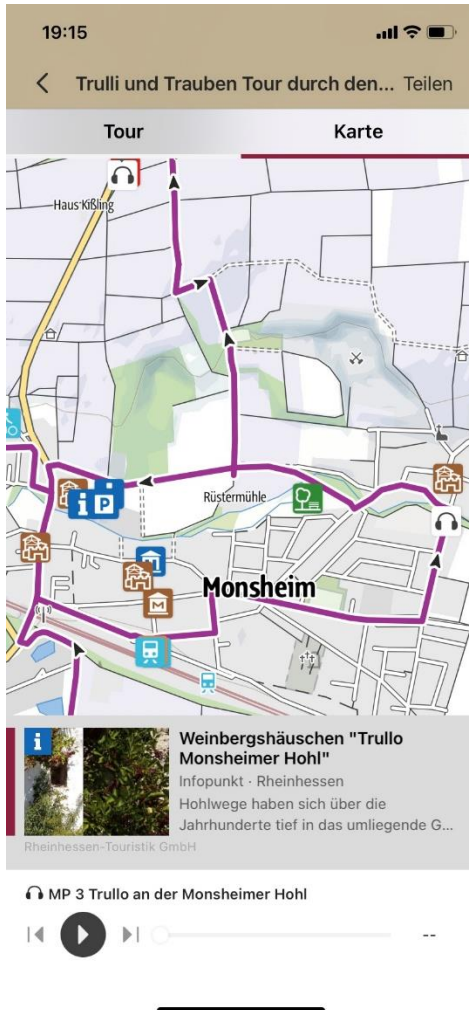 19:15
Trulli und Trauben Tour durch den... Teilen
Tour Karte
Haus Kißling
Rüstermühle
i P
Monsheim
M
i
Weinbergshäuschen "Trullo
Monsheimer Hohl"
Infopunkt · Rheinhessen
Hohlwege haben sich über die
Jahrhunderte tief in das umliegende G...
Rheinhessen-Touristik GmbH
MP 3 Trullo an der Monsheimer Hohl
--